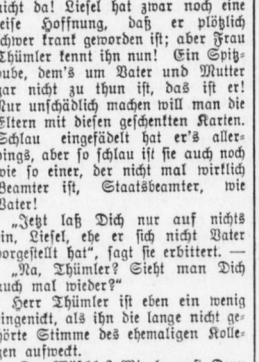 nicht da! Liesel hat zwar noch eine
leise Hoffnung, daß er plötzlich
schwer krank geworden ist; aber Frau
Thümler kennt ihn nun! Ein Spitz-
bube, dem's um Vater und Mutter
gar nicht zu thun ist, das ist er!
Nur unschädlich machen will man die
Eltern mit diesen geschenkten Karten.
Schlau eingefädelt hat er's aller-
dings, aber so schlau ist sie auch noch
wie so einer, der nicht mal wirklich
Beamter ist, Staatsbeamter, wie
Vater!
„Jetzt laß Dich nur auf nichts
ein, Liesel, ehe er sich nicht Vater
vorgestellt hat“, sagt sie erbittert. —
„Na, Thümler? Sieht man Dich
auch mal wieder?“
Herr Thümler ist eben ein wenig
eingenickt, als ihn die lange nicht ge-
hörte Stimme des ehemaligen Kolle-
gen aufweckt.